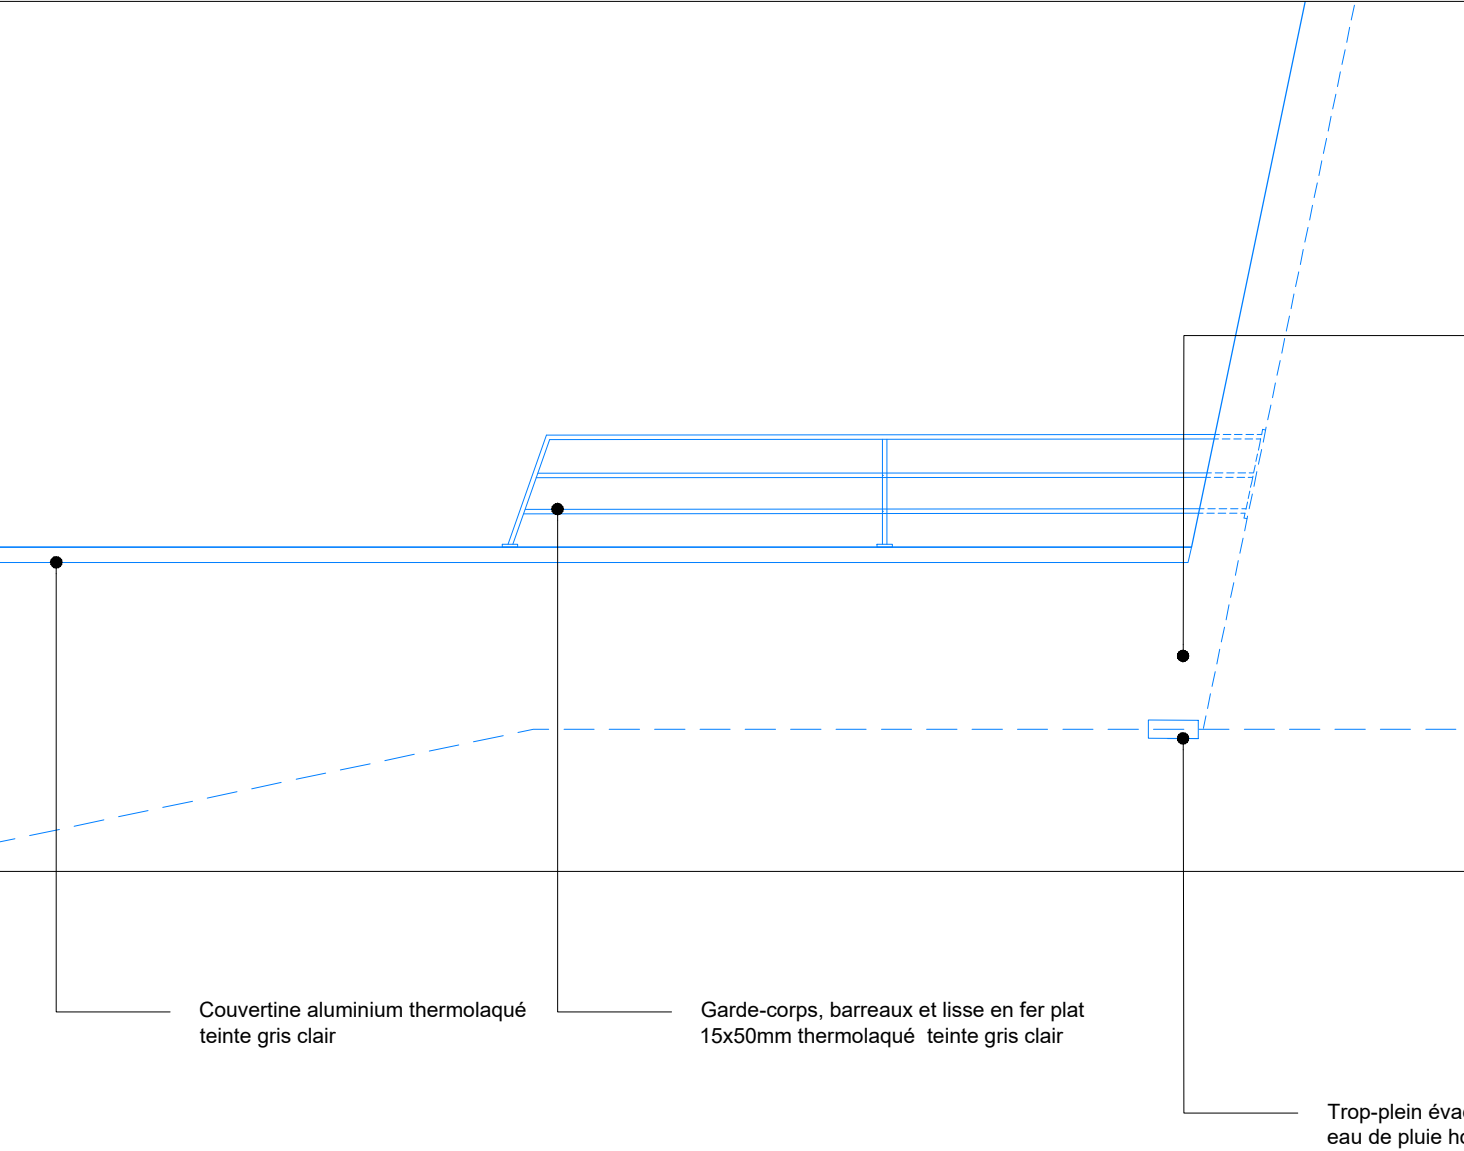 Couvertine aluminium thermolaqué
teinte gris clair
Garde-corps, barreaux et lisse en fer plat
15x50mm thermolaqué  teinte gris clair
Trop-plein
eau de pluie